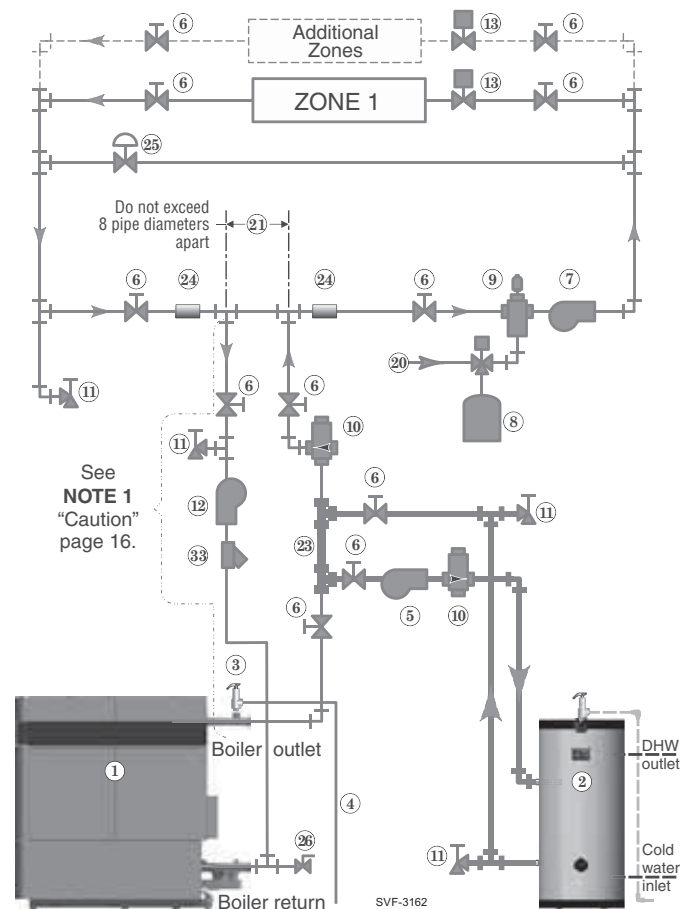 6
13
6
Additional
Zones
6
13
6
ZONE 1
25
Do not exceed
8 pipe diameters
apart
21
6
24
24
6
9
7
20
8
11
6
6
11
10
See
NOTE 1
“Caution”
page 16.
12
6
11
33
23
6
5
10
6
3
Boiler outlet
1
4
2
DHW
outlet
26
11
Cold
water
inlet
Boiler return
SVF-3162